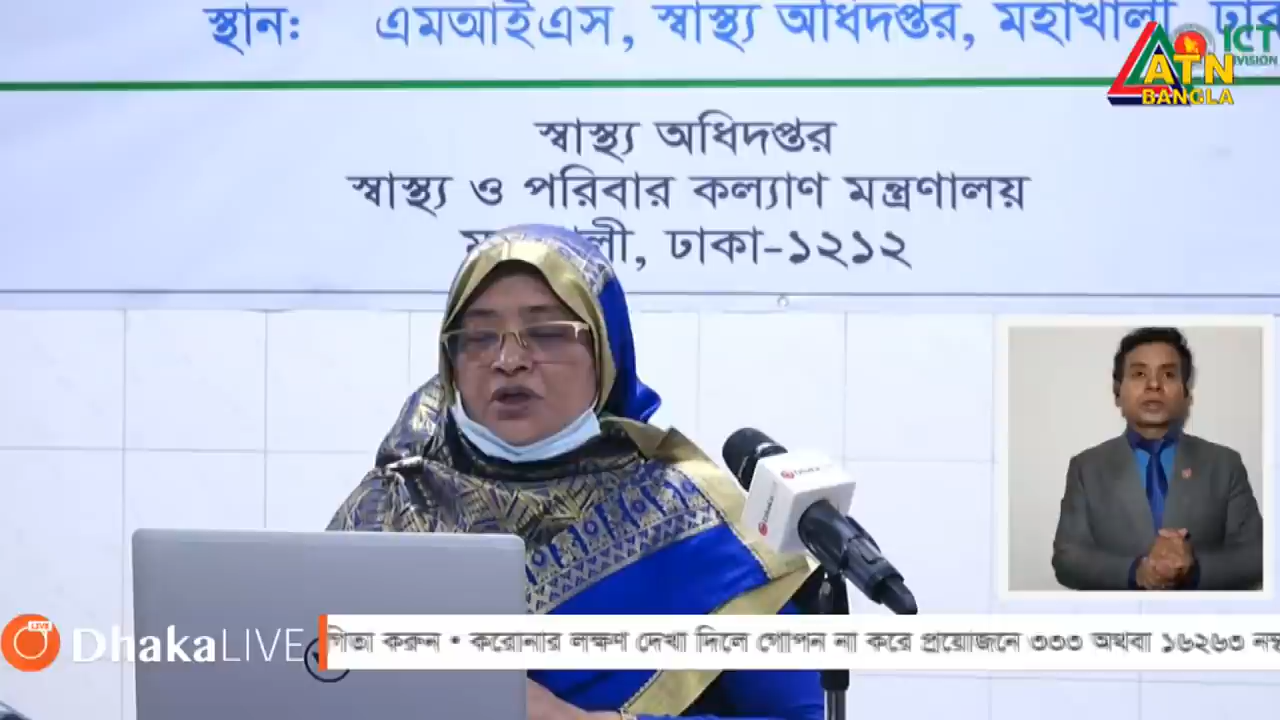 স্থান: এমআইএস, স্বাস্থ্য অধিদপ্তর, মহাখালী, ঢাকা
ICT
DIVISION
ATN
BANGLA
স্বাস্থ্য অধিদপ্তর
স্বাস্থ্য ও পরিবার কল্যাণ মন্ত্রণালয়
ঢাকা-১২১২
LIVE
DhakaLIVE
করুন • করোনার লক্ষণ দেখা দিলে গোপন না করে প্রয়োজনে ৩৩৩ অথবা ১৬২৬৩